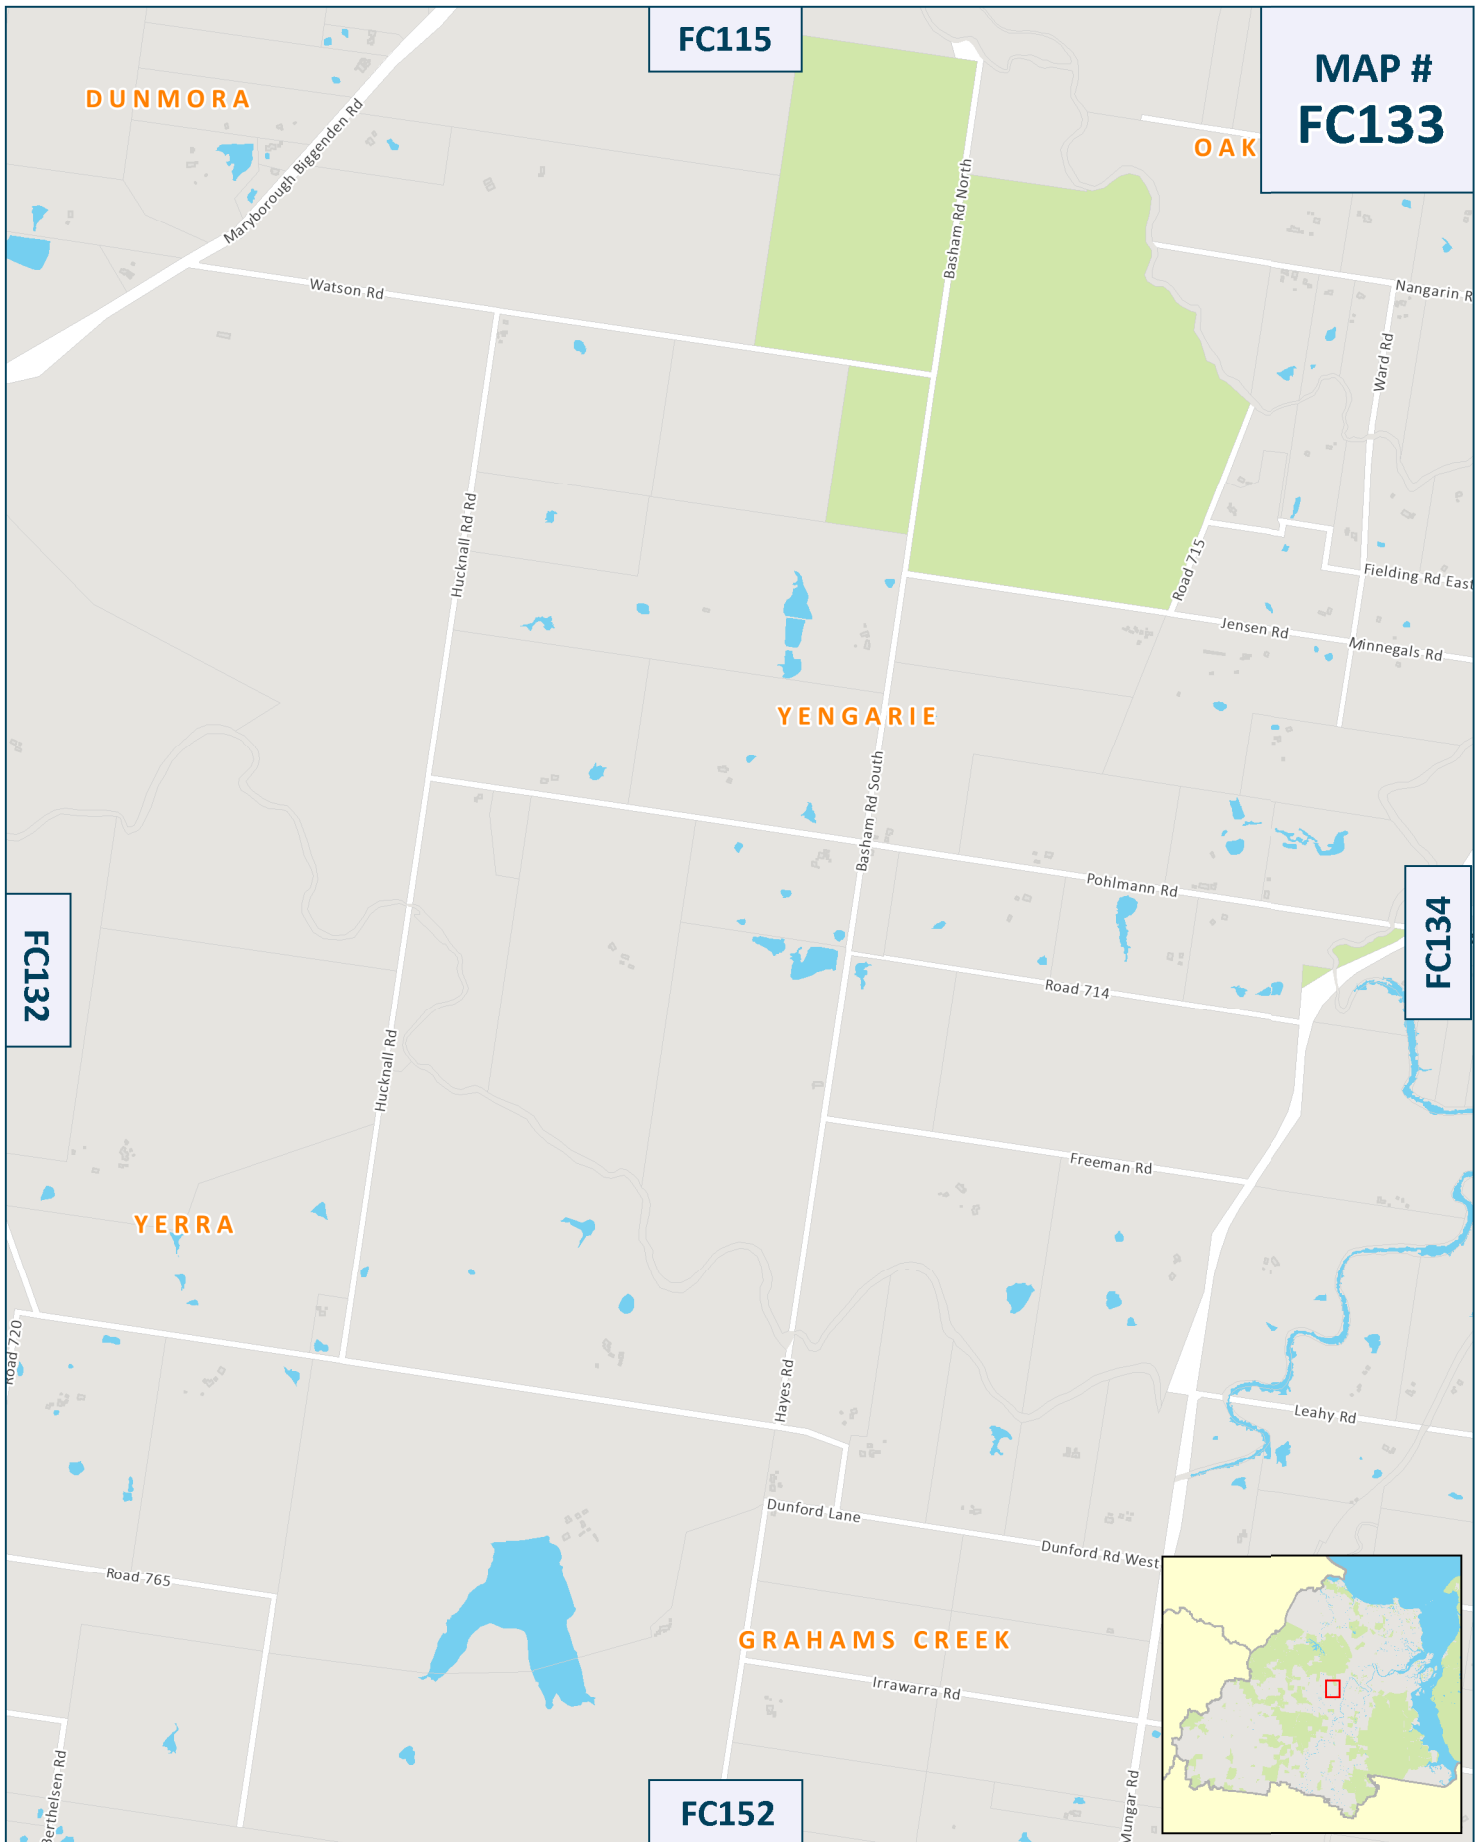 FC115
MAP #
FC133
DUNMORA
OAK
Maryborough Biggenden Rd
Basham Rd North
Watson Rd
Nangarin R
Ward Rd
Hucknall Rd Rd
Road 715
Fielding Rd East
Jensen Rd
Minnegals Rd
YENGARIE
Basham Rd South
Pohlmann Rd
FC132
FC134
Road 714
Hucknall Rd
Freeman Rd
YERRA
Road 720
Hayes Rd
Leahy Rd
Dunford Lane
Dunford Rd West
Road 765
GRAHAMS CREEK
Irrawarra Rd
Berthelsen Rd
Mungar Rd
FC152